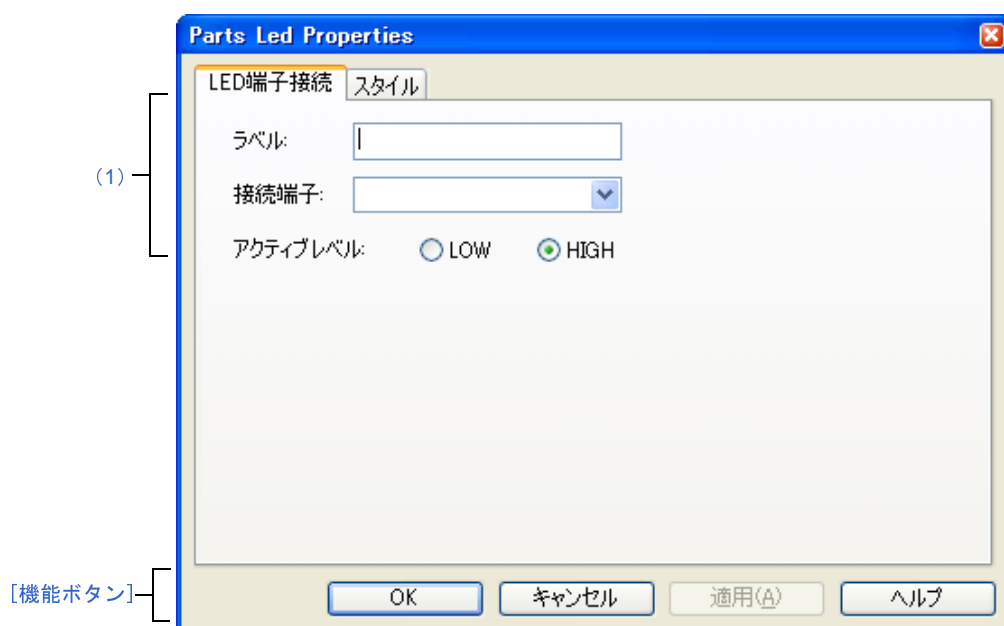 Parts Led Properties
LED端子接続 スタイル
ラベル:
(1)
接続端子:
アクティブレベル: LOW HIGH
[機能ボタン]
OK キャンセル 適用(A) ヘルプ